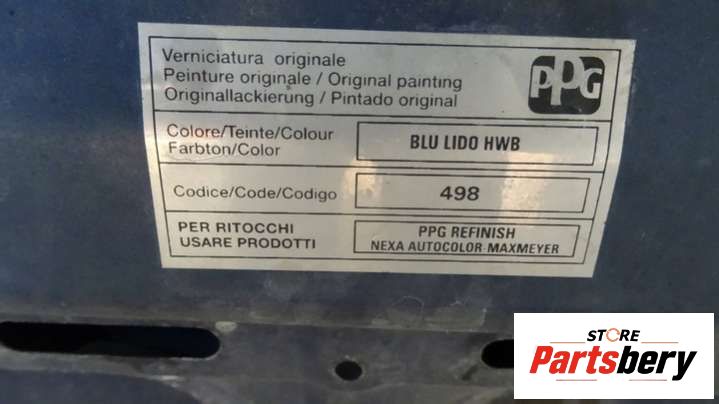 Verniciatura originale
Peinture originale / Original painting
Originallackierung / Pintado original
PPG
Colore/Teinte/Colour
Farbton/Color
BLU LIDO HWB
Codice/Code/Codigo
498
PER RITOCCHI
USARE PRODOTTI
PPG REFINISH
NEXA AUTOCOLOR-MAXMEYER
STORE
Partsbery